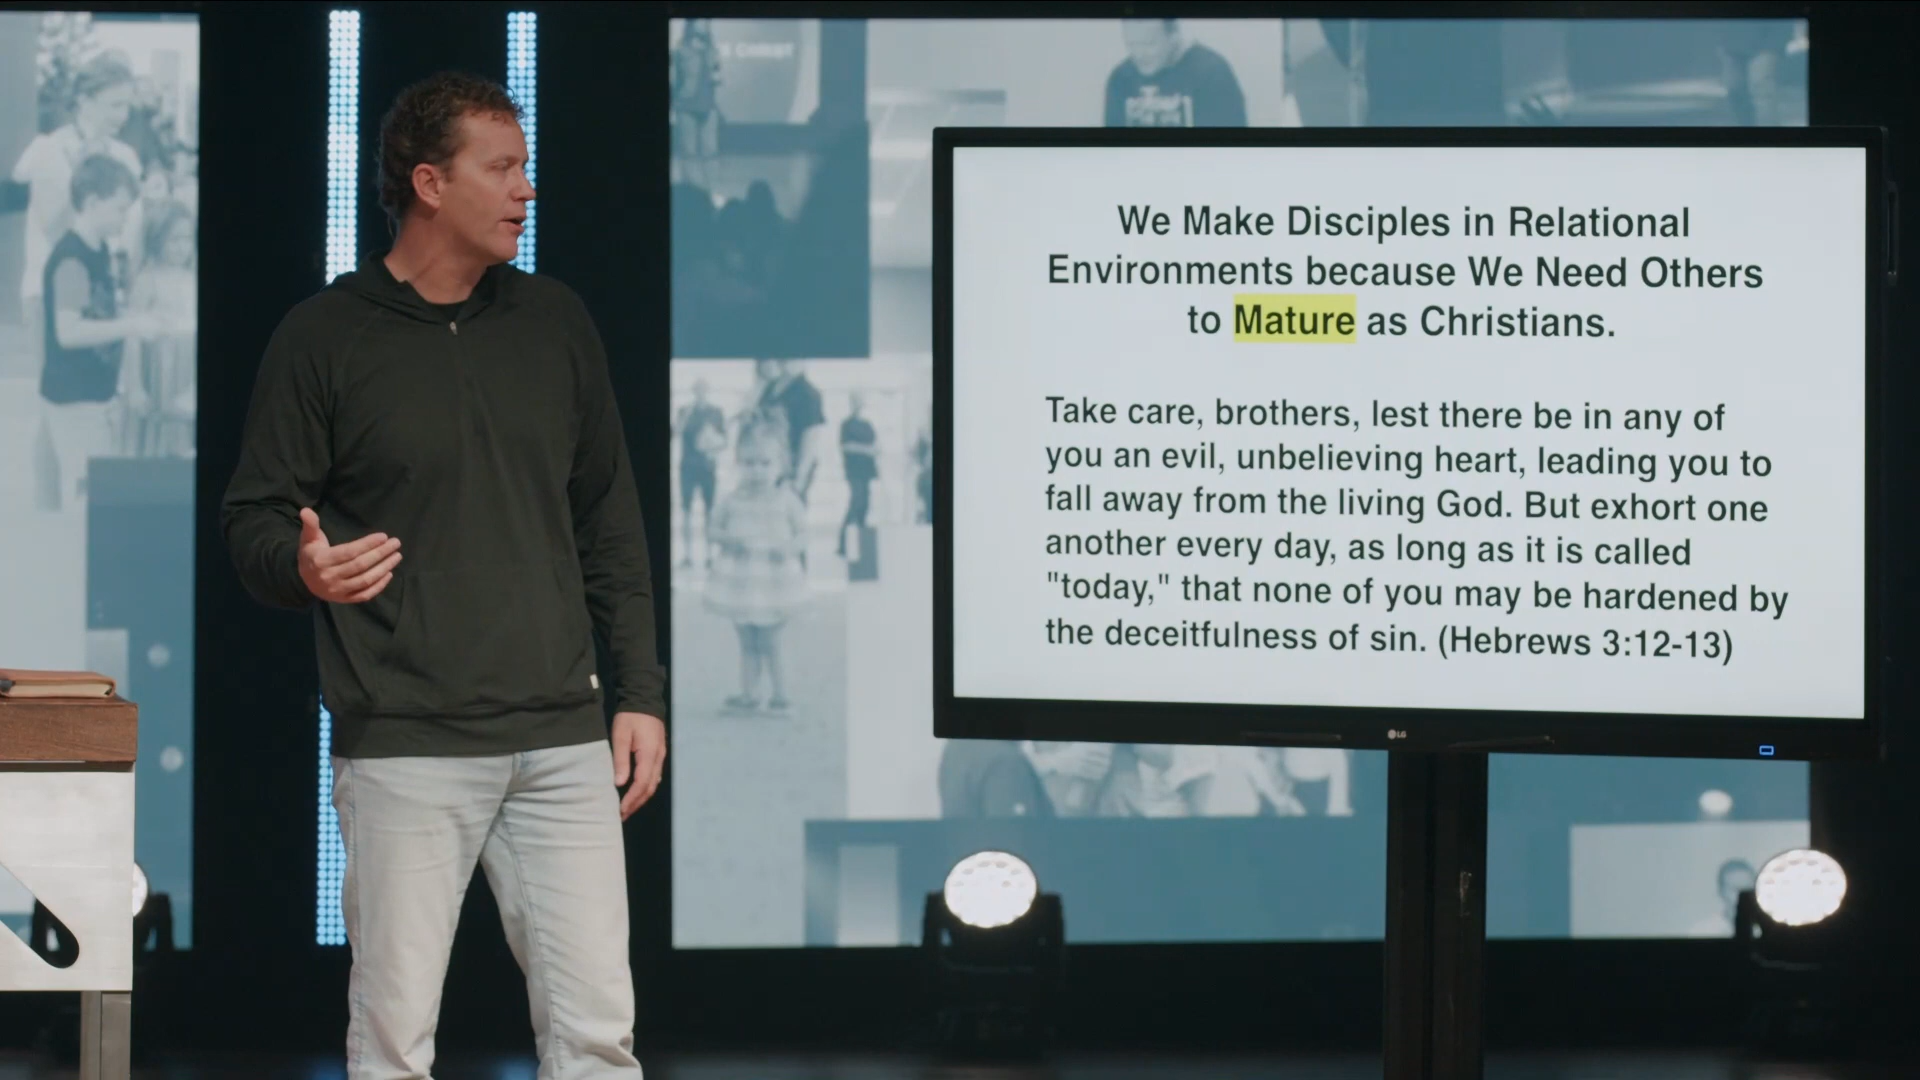 CHRIST
We Make Disciples in Relational
Environments because We Need Others
to Mature as Christians.
Take care, brothers, lest there be in any of
you an evil, unbelieving heart, leading you to
fall away from the living God. But exhort one
another every day, as long as it is called
"today," that none of you may be hardened by
the deceitfulness of sin. (Hebrews 3:12-13)
LG